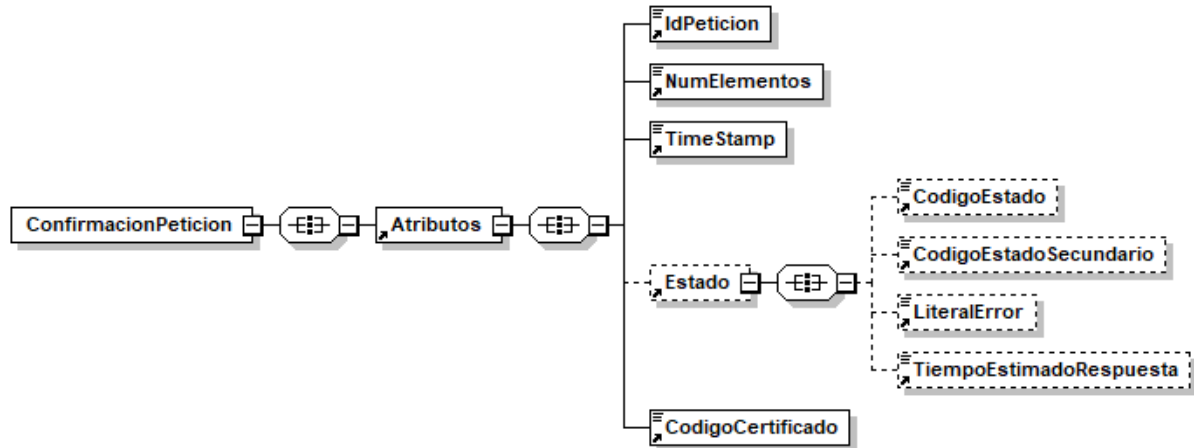 IdPeticion
NumElementos
TimeStamp
ConfirmacionPeticion
Atributos
Estado
CodigoEstado
CodigoEstadoSecundario
LiteralError
TiempoEstimadoRespuesta
CodigoCertificado